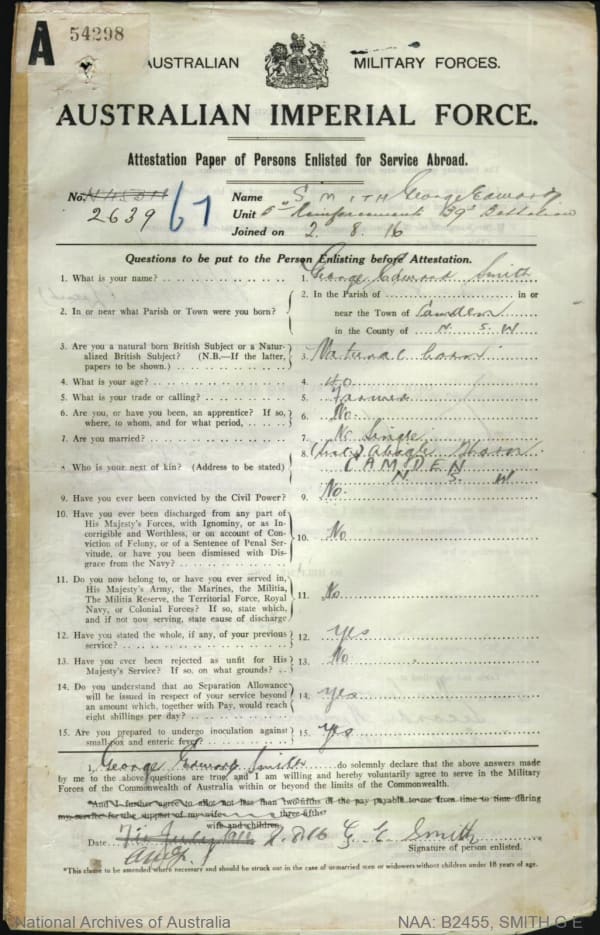 A 54298
AUSTRALIAN MILITARY FORCES.
AUSTRALIAN IMPERIAL FORCE.
Attestation Paper of Persons Enlisted for Service Abroad.
No. 2639 67
Name SMITH George Edward
Unit 5th Reinforcement 39th Battalion
Joined on 2. 8. 16
Questions to be put to the Person Enlisting before Attestation.
1. What is your name? 1. George Edward Smith
2. In or near what Parish or Town were you born? 2. In the Parish of in or
near the Town of Camden
in the County of N. S. W
3. Are you a natural born British Subject or a Natu-
ralized British Subject? (N.B.—If the latter,
papers to be shown.) 3. Natural born
4. What is your age? 4. 40
5. What is your trade or calling? 5. Farmer
6. Are you, or have you been, an apprentice? If so,
where, to whom, and for what period, 6. No.
7. Are you married? 7. No Single
Who is your next of kin? (Address to be stated) 8.
CAMDEN
N. S. W
9. Have you ever been convicted by the Civil Power? 9. No.
10. Have you ever been discharged from any part of
His Majesty's Forces, with Ignominy, or as In-
corrigible and Worthless, or on account of Con-
viction of Felony, or of a Sentence of Penal Ser-
vitude, or have you been dismissed with Dis-
grace from the Navy? 10. No
11. Do you now belong to, or have you ever served in,
His Majesty's Army, the Marines, the Militia,
The Militia Reserve, the Territorial Force, Royal
Navy, or Colonial Forces? If so, state which,
and if not now serving, state cause of discharge 11. No
12. Have you stated the whole, if any, of your previous
service? 12. yes
13. Have you ever been rejected as unfit for His
Majesty's Service? If so, on what grounds? 13. No
14. Do you understand that no Separation Allowance
will be issued in respect of your service beyond
an amount which, together with Pay, would reach
eight shillings per day? 14. yes
15. Are you prepared to undergo inoculation against
small-pox and enteric fever 15. yes
I, George Edward Smith do solemnly declare that the above answers made
by me to the above questions are true, and I am willing and hereby voluntarily agree to serve in the Military
Forces of the Commonwealth of Australia within or beyond the limits of the Commonwealth.
*And I further agree to allot not less than two-fifths of the pay payable to me from time to time during
my service for the support of my wife three-fifths*
wife and children
Date G. E. Smith
Signature of person enlisted.
*This clause to be amended where necessary and should be struck out in the case of unmarried men or widowers without children under 18 years of age.
National Archives of Australia NAA: B2455, SMITH G E